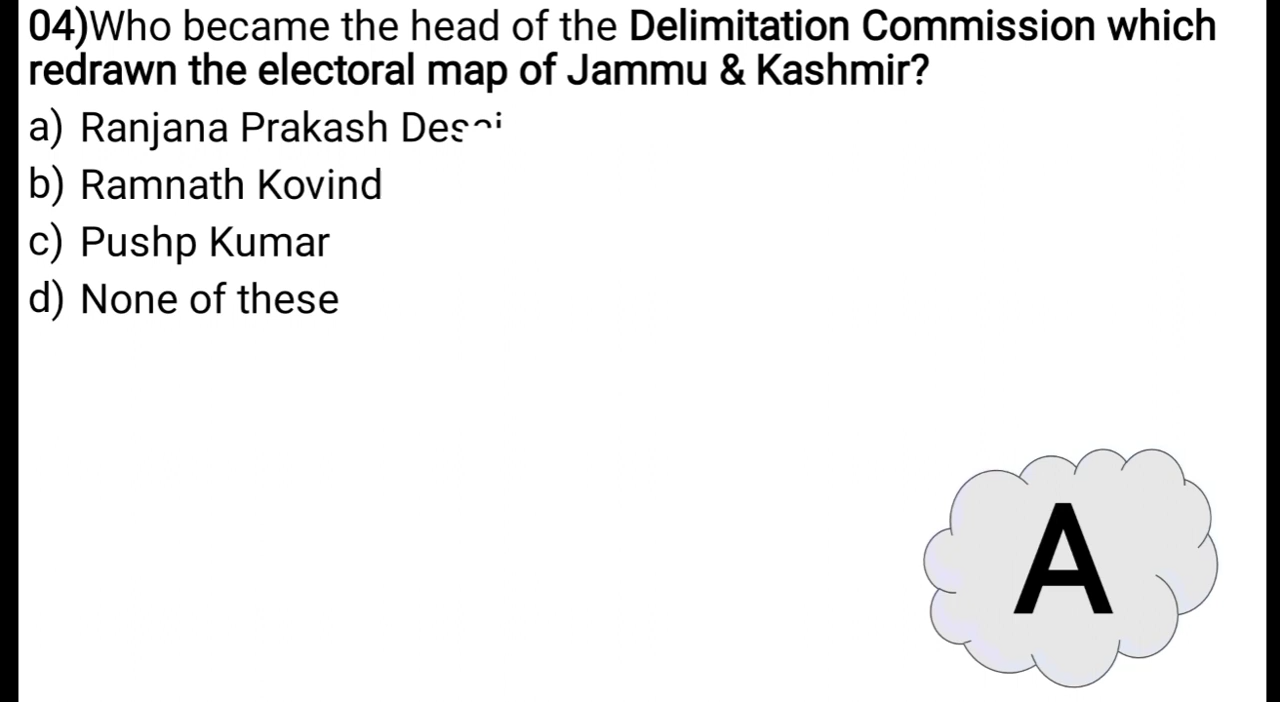 04)Who became the head of the Delimitation Commission which
redrawn the electoral map of Jammu & Kashmir?
a) Ranjana Prakash
b) Ramnath Kovind
c) Pushp Kumar
d) None of these
A